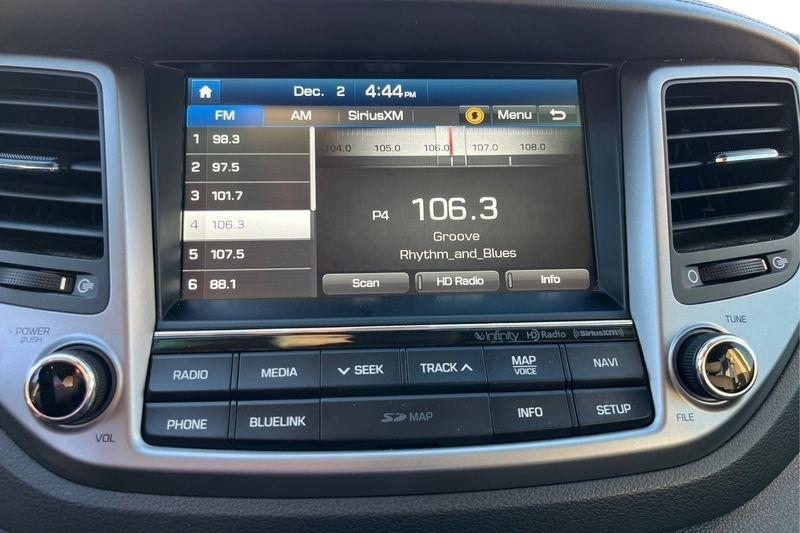 Dec. 2 4:44 PM
FM AM SiriusXM Menu
1 98.3
2 97.5
3 101.7
4 106.3
5 107.5
6 88.1
104.0 105.0 106.0 107.0 108.0
P4 106.3
Groove
Rhythm_and_Blues
Scan HD Radio Info
infinity HD Radio SiriusXM
POWER
PUSH
VOL
RADIO MEDIA SEEK TRACK MAP
VOICE
NAVI
PHONE BLUELINK SD MAP INFO SETUP
TUNE
FILE